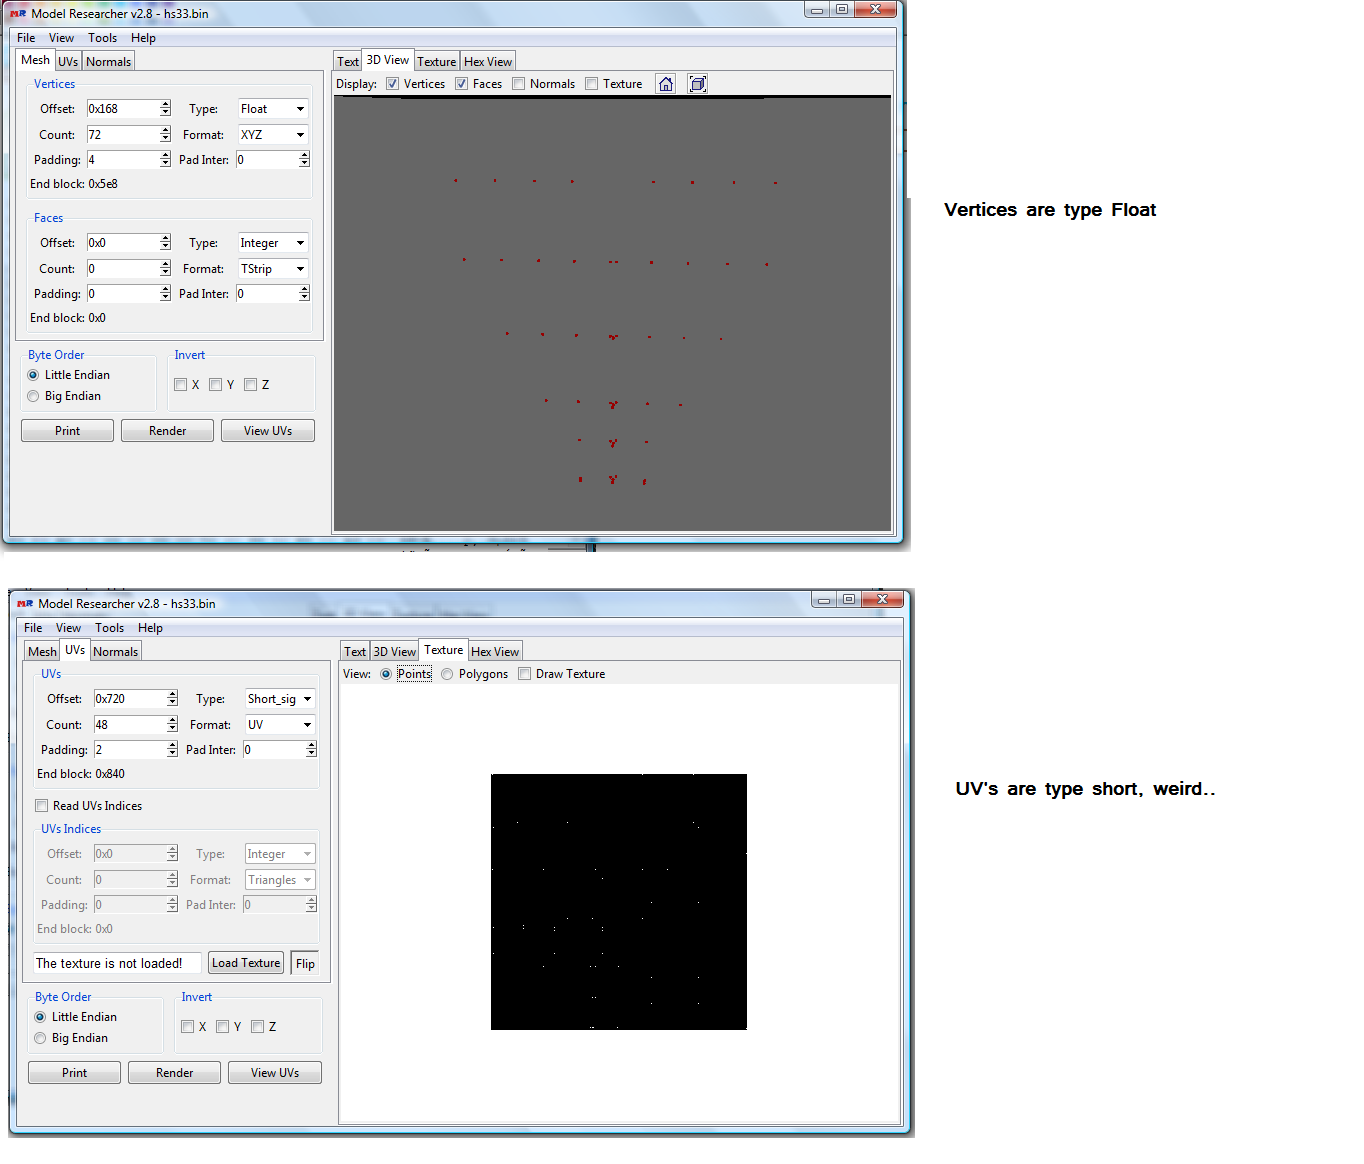 MR Model Researcher v2.8 - hs33.bin
File View Tools Help
Mesh UVs Normals
Text 3D View Texture Hex View
Display: Vertices Faces Normals Texture
Vertices
Offset: 0x168 Type: Float
Count: 72 Format: XYZ
Padding: 4 Pad Inter: 0
End block: 0x5e8
Faces
Offset: 0x0 Type: Integer
Count: 0 Format: TStrip
Padding: 0 Pad Inter: 0
End block: 0x0
Byte Order Invert
Little Endian X Y Z
Big Endian
Print Render View UVs
Vertices are type Float
MR Model Researcher v2.8 - hs33.bin
File View Tools Help
Mesh UVs Normals
Text 3D View Texture Hex View
View: Points Polygons Draw Texture
UVs
Offset: 0x720 Type: Short_sig
Count: 48 Format: UV
Padding: 2 Pad Inter: 0
End block: 0x840
Read UVs Indices
UVs Indices
Offset: 0x0 Type: Integer
Count: 0 Format: Triangles
Padding: 0 Pad Inter: 0
End block: 0x0
The texture is not loaded! Load Texture Flip
Byte Order Invert
Little Endian X Y Z
Big Endian
Print Render View UVs
UV's are type short, weird..